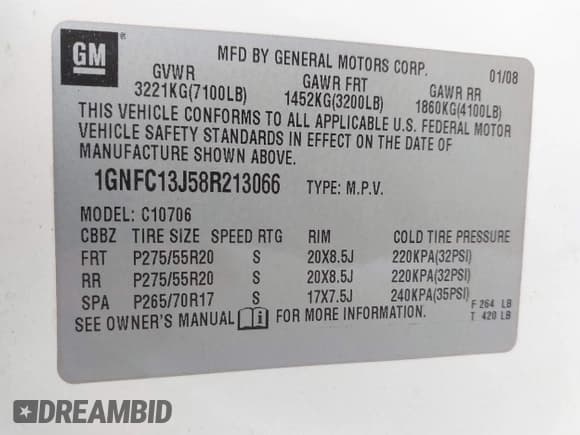 GM ®
MFD BY GENERAL MOTORS CORP. 01/08
GVWR GAWR FRT GAWR RR
3221KG(7100LB) 1452KG(3200LB) 1860KG(4100LB)
THIS VEHICLE CONFORMS TO ALL APPLICABLE U.S. FEDERAL MOTOR
VEHICLE SAFETY STANDARDS IN EFFECT ON THE DATE OF
MANUFACTURE SHOWN ABOVE.
1GNFC13J58R213066 TYPE: M.P.V.
MODEL: C10706
CBBZ TIRE SIZE SPEED RTG RIM COLD TIRE PRESSURE
FRT P275/55R20 S 20X8.5J 220KPA(32PSI)
RR P275/55R20 S 20X8.5J 220KPA(32PSI)
SPA P265/70R17 S 17X7.5J 240KPA(35PSI)
F 264 LB
SEE OWNER'S MANUAL i FOR MORE INFORMATION. T 420 LB
DREAMBID